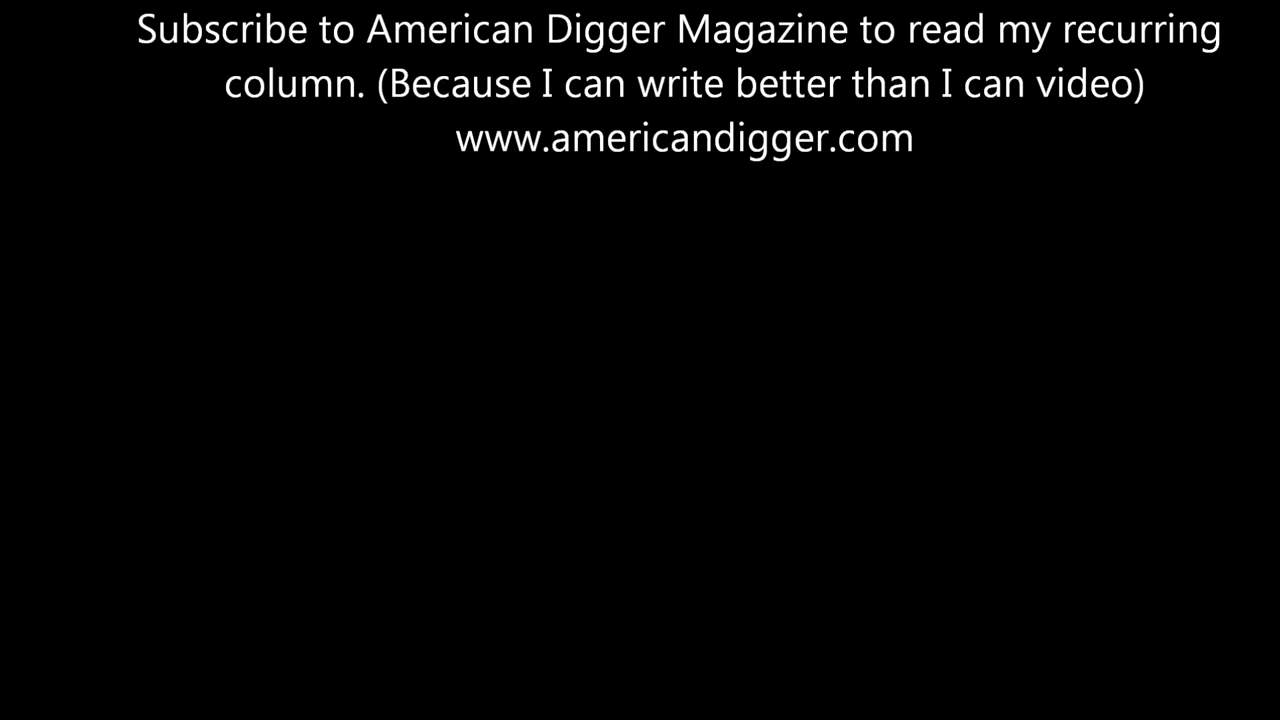 Subscribe to American Digger Magazine to read my recurring
column. (Because I can write better than I can video)
www.americandigger.com